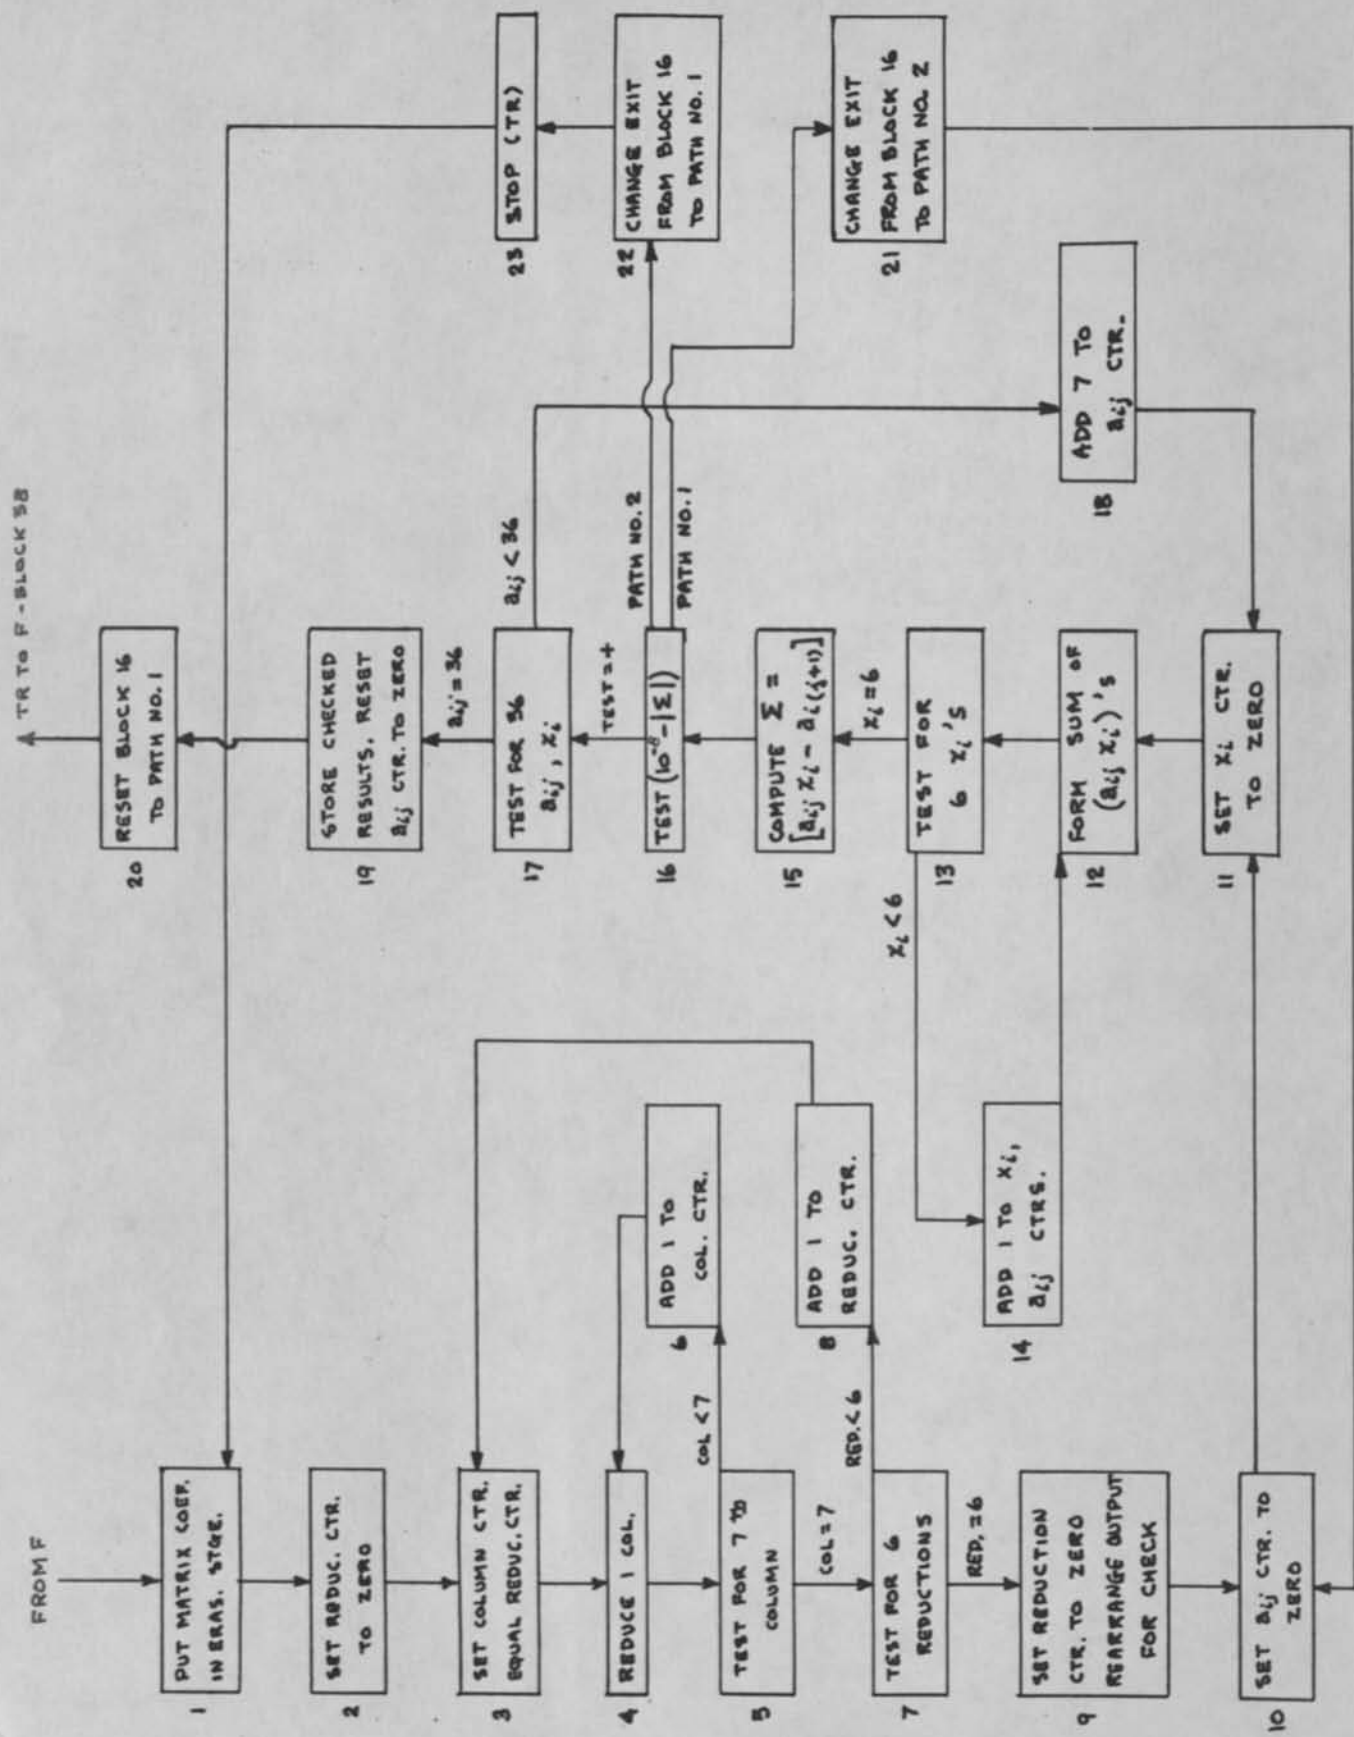 FROM F
1
PUT MATRIX COEF.
IN ERAS. STGE.
2
SET REDUC. CTR.
TO ZERO
3
SET COLUMN CTR.
EQUAL REDUC. CTR.
4
REDUCE 1 COL.
5
TEST FOR 7TH
COLUMN
COL < 7
6
ADD 1 TO
COL. CTR.
COL = 7
7
TEST FOR 6
REDUCTIONS
RED. < 6
8
ADD 1 TO
REDUC. CTR.
RED. = 6
9
SET REDUCTION
CTR. TO ZERO
REARRANGE OUTPUT
FOR CHECK
10
SET aij CTR. TO
ZERO
11
SET Xi CTR.
TO ZERO
12
FORM SUM OF
(aij xi)'S
13
TEST FOR
6 xi'S
xi < 6
14
ADD 1 TO xi,
aij CTRS.
xi = 6
15
COMPUTE Σ =
[aij xi - ai(j+1)]
16
TEST (10⁻⁶ - |Σ|)
PATH NO. 2
PATH NO. 1
TEST = +
17
TEST FOR 36
aij, xi
aij < 36
18
ADD 7 TO
aij CTR.
aij = 36
19
STORE CHECKED
RESULTS. RESET
aij CTR. TO ZERO
20
RESET BLOCK 16
TO PATH NO. 1
TR TO F - BLOCK 38
21
CHANGE EXIT
FROM BLOCK 16
TO PATH NO. 2
22
CHANGE EXIT
FROM BLOCK 16
TO PATH NO. 1
23
STOP (TR)